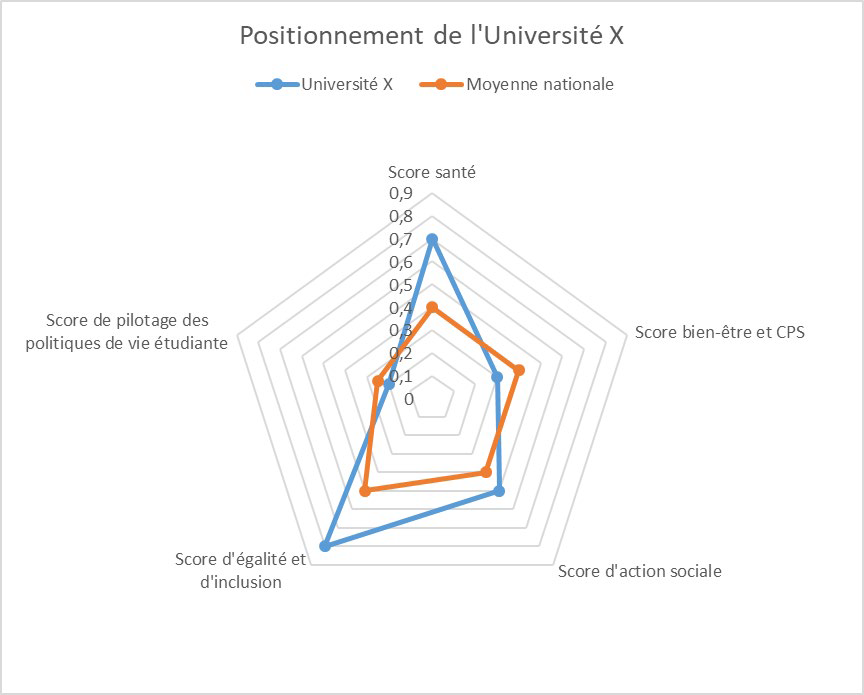 Positionnement de l'Université X
Université X
Moyenne nationale
Score santé
0,9
0,8
0,7
0,6
0,5
0,4
0,3
0,2
0,1
0
Score bien-être et CPS
Score de pilotage des
politiques de vie étudiante
Score d'égalité et
d'inclusion
Score d'action sociale